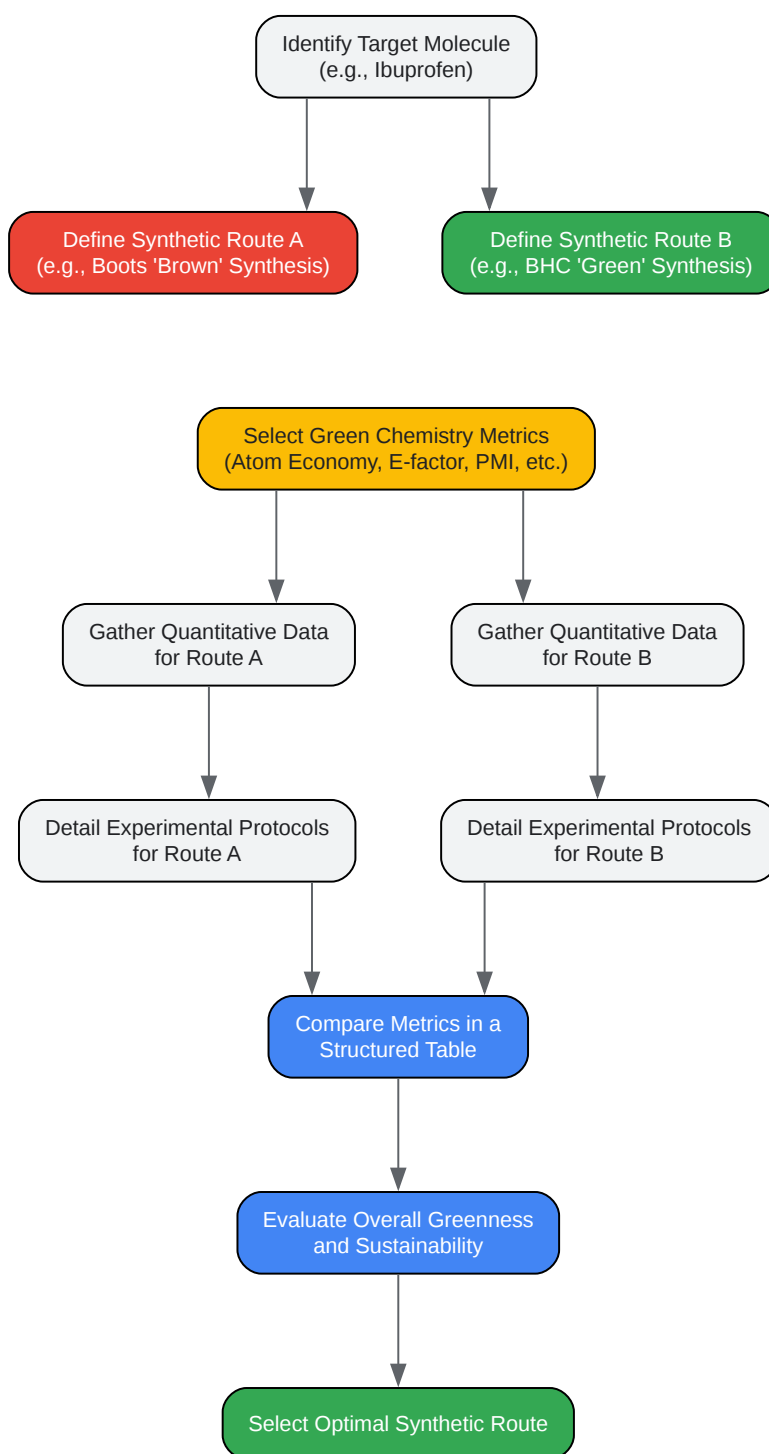 Identify Target Molecule
(e.g., Ibuprofen)
Define Synthetic Route A
(e.g., Boots 'Brown' Synthesis)
Define Synthetic Route B
(e.g., BHC 'Green' Synthesis)
Select Green Chemistry Metrics
(Atom Economy, E-factor, PMI, etc.)
Gather Quantitative Data
for Route A
Gather Quantitative Data
for Route B
Detail Experimental Protocols
for Route A
Detail Experimental Protocols
for Route B
Compare Metrics in a
Structured Table
Evaluate Overall Greenness
and Sustainability
Select Optimal Synthetic Route